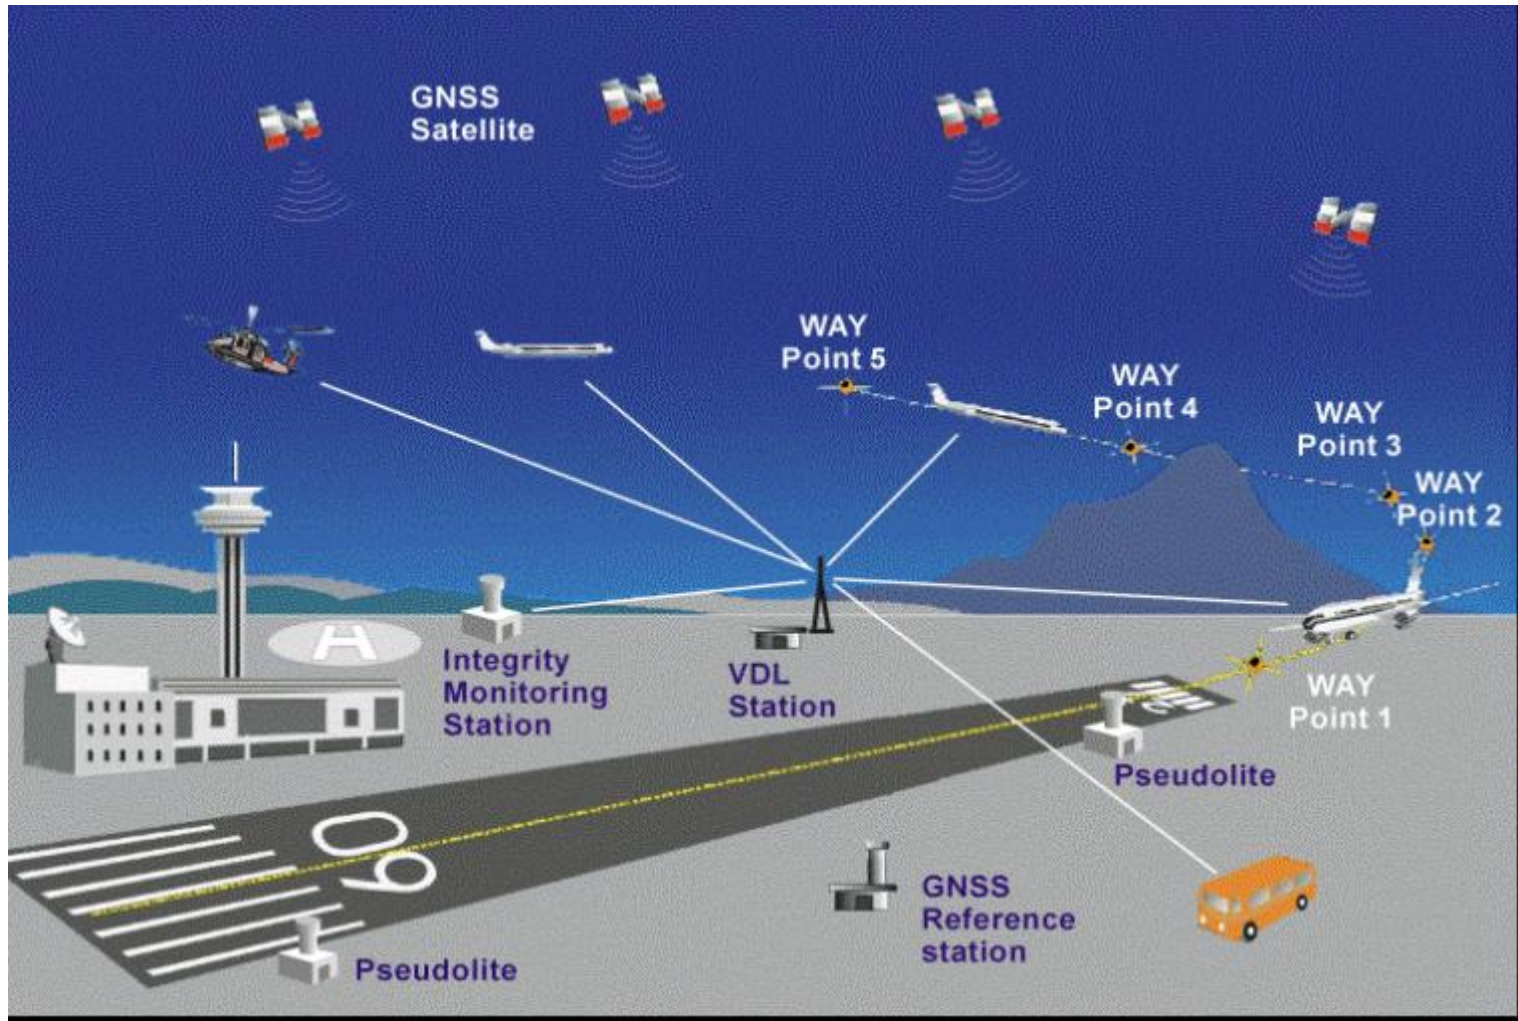 GNSS
Satellite
WAY
Point 5
WAY
Point 4
WAY
Point 3
WAY
Point 2
Integrity
Monitoring
Station
VDL
Station
WAY
Point 1
Pseudolite
09
GNSS
Reference
station
Pseudolite
H